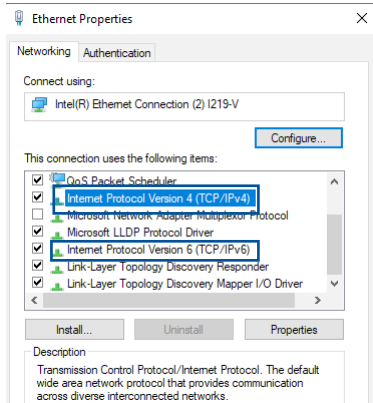 Ethernet Properties
Networking
Authentication
Connect using:
Intel(R) Ethernet Connection (2) I219-V
Configure...
This connection uses the following items:
QoS Packet Scheduler
Internet Protocol Version 4 (TCP/IPv4)
Microsoft Network Adapter Multiplexor Protocol
Microsoft LLDP Protocol Driver
Internet Protocol Version 6 (TCP/IPv6)
Link-Layer Topology Discovery Responder
Link-Layer Topology Discovery Mapper I/O Driver
Install...
Uninstall
Properties
Description
Transmission Control Protocol/Internet Protocol. The default
wide area network protocol that provides communication
across diverse interconnected networks.